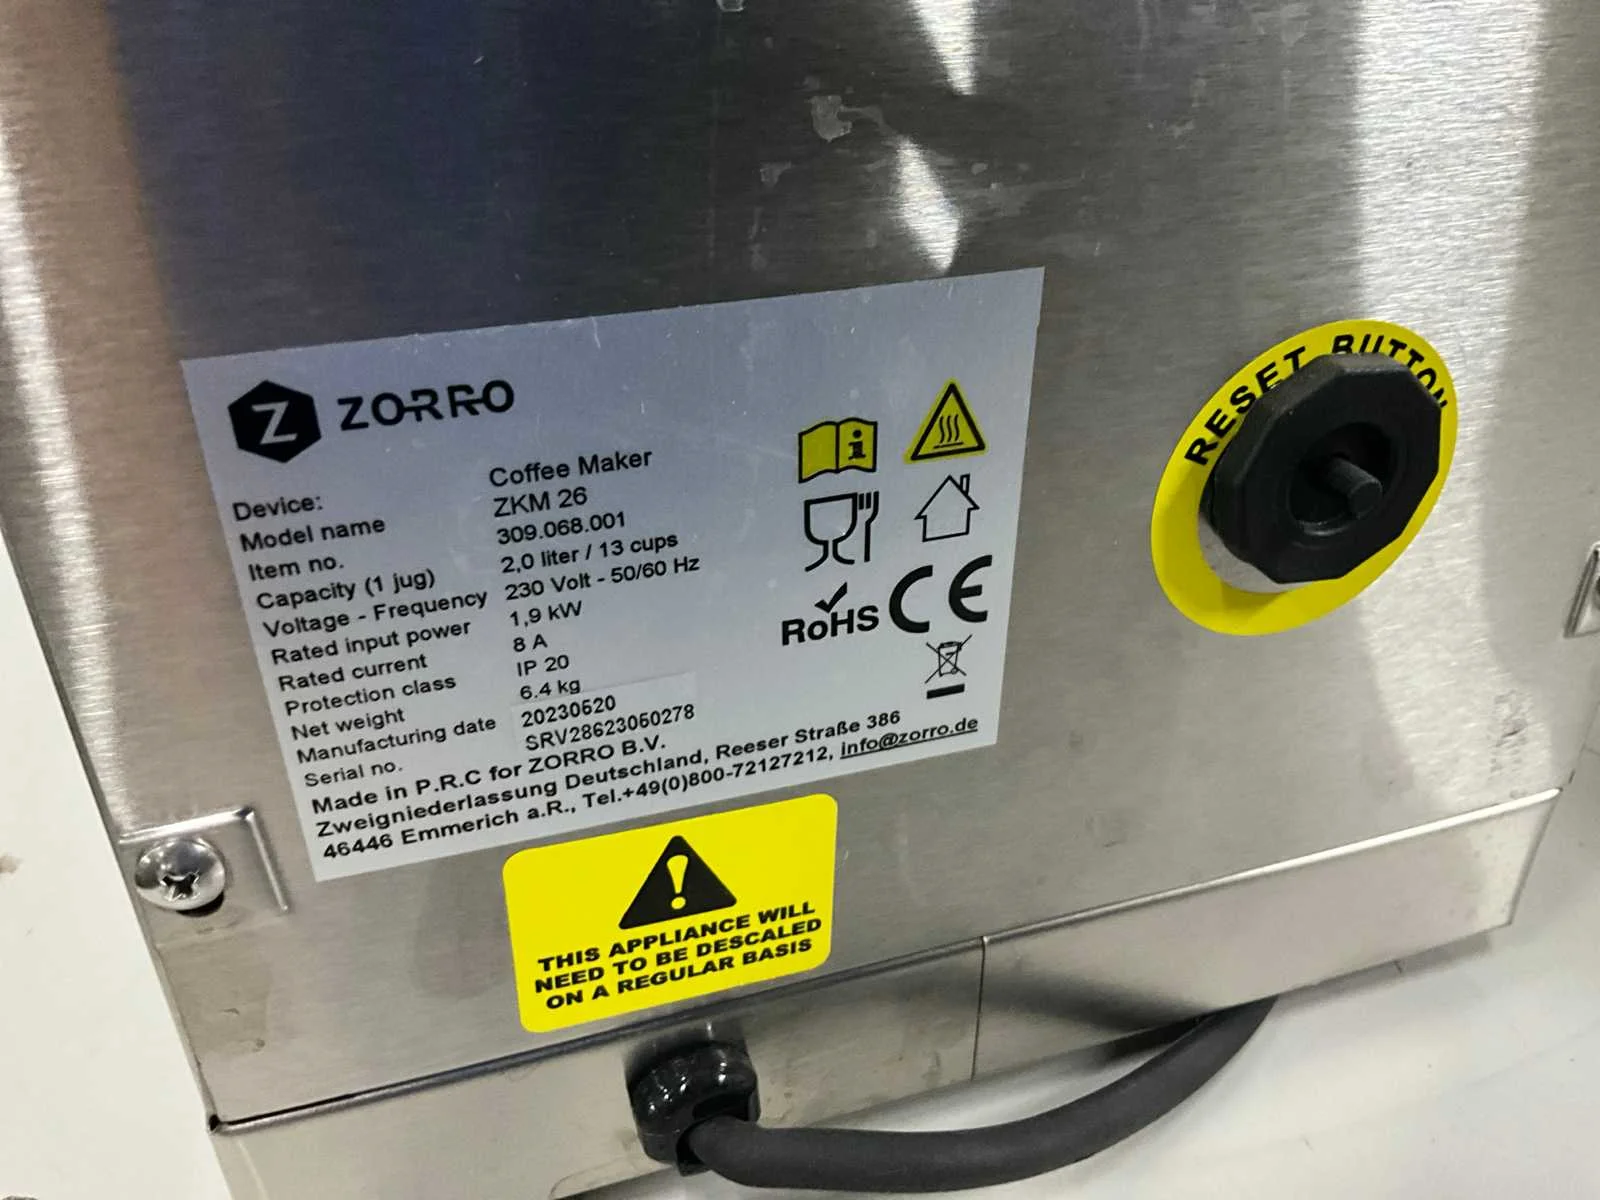 Z ZORRO
Device: Coffee Maker
Model name ZKM 26
Item no. 309.068.001
Capacity (1 jug) 2,0 liter / 13 cups
Voltage - Frequency 230 Volt - 50/60 Hz
Rated input power 1,9 kW
Rated current 8 A
Protection class IP 20
Net weight 6.4 kg
Manufacturing date 20230520
Serial no. SRV28623050278
Made in P.R.C for ZORRO B.V.
Zweigniederlassung Deutschland, Reeser Straße 386
46446 Emmerich a.R., Tel.+49(0)800-72127212, info@zorro.de
i
RoHS CE
RESET BUTTON
!
THIS APPLIANCE WILL
NEED TO BE DESCALED
ON A REGULAR BASIS